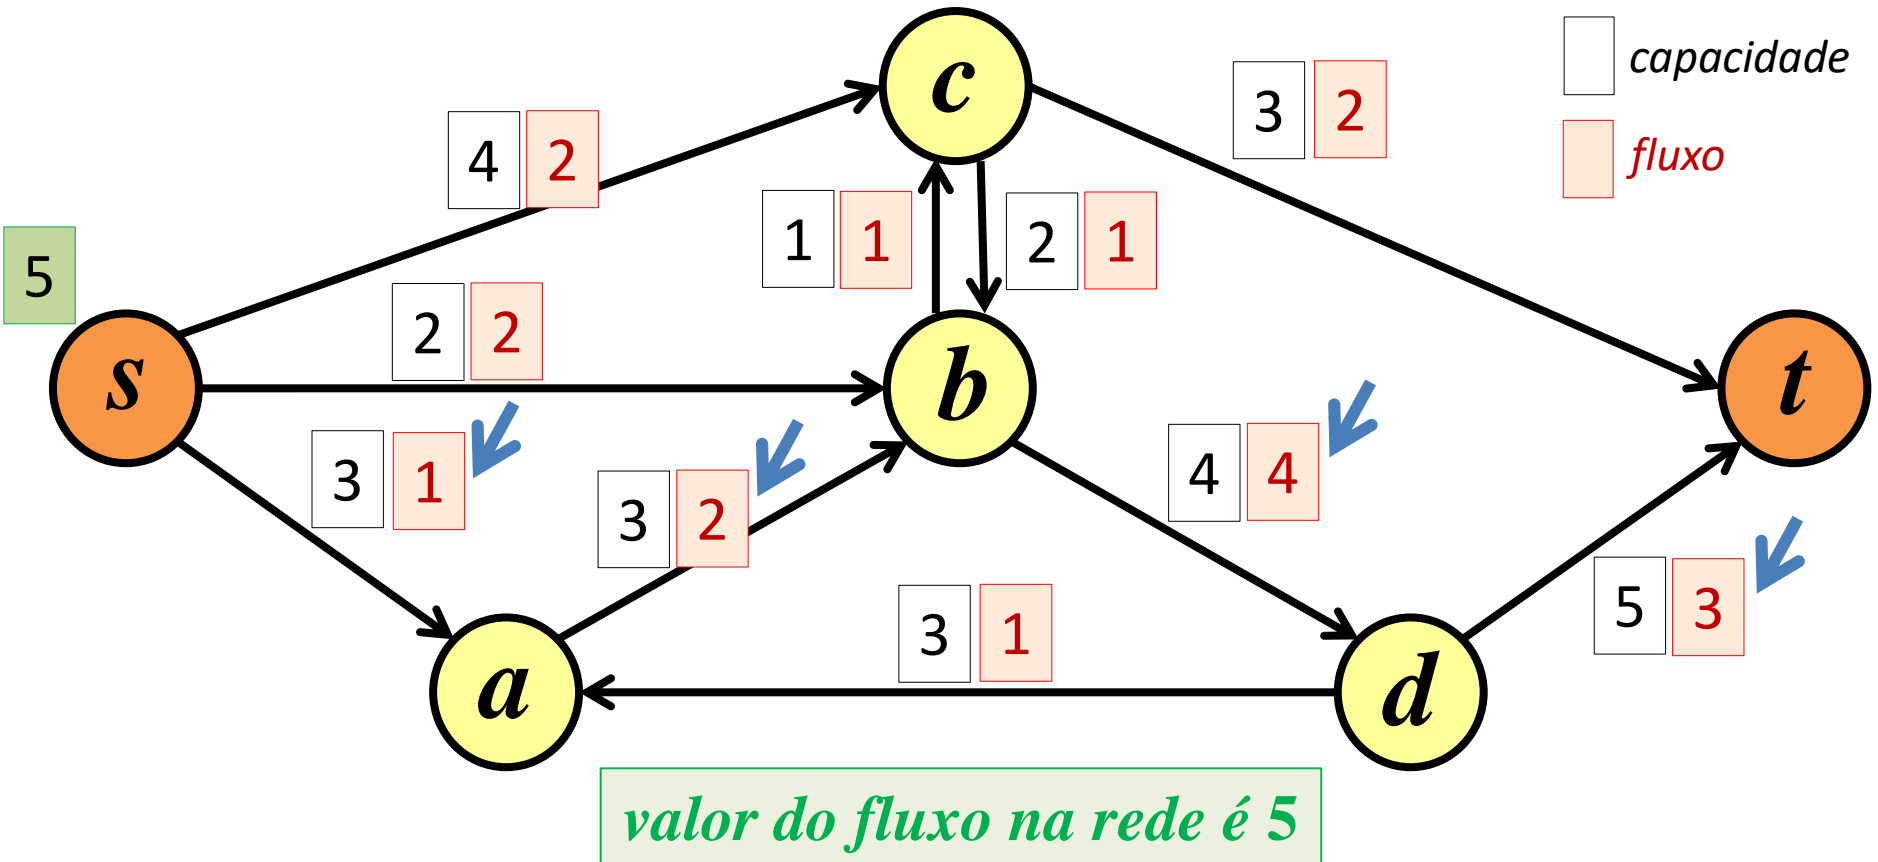 c
3 2
capacidade
4 2
fluxo
1 1
2 1
5
2 2
s
b
t
3 1
3 2
4 4
5 3
3 1
a
d
valor do fluxo na rede é 5